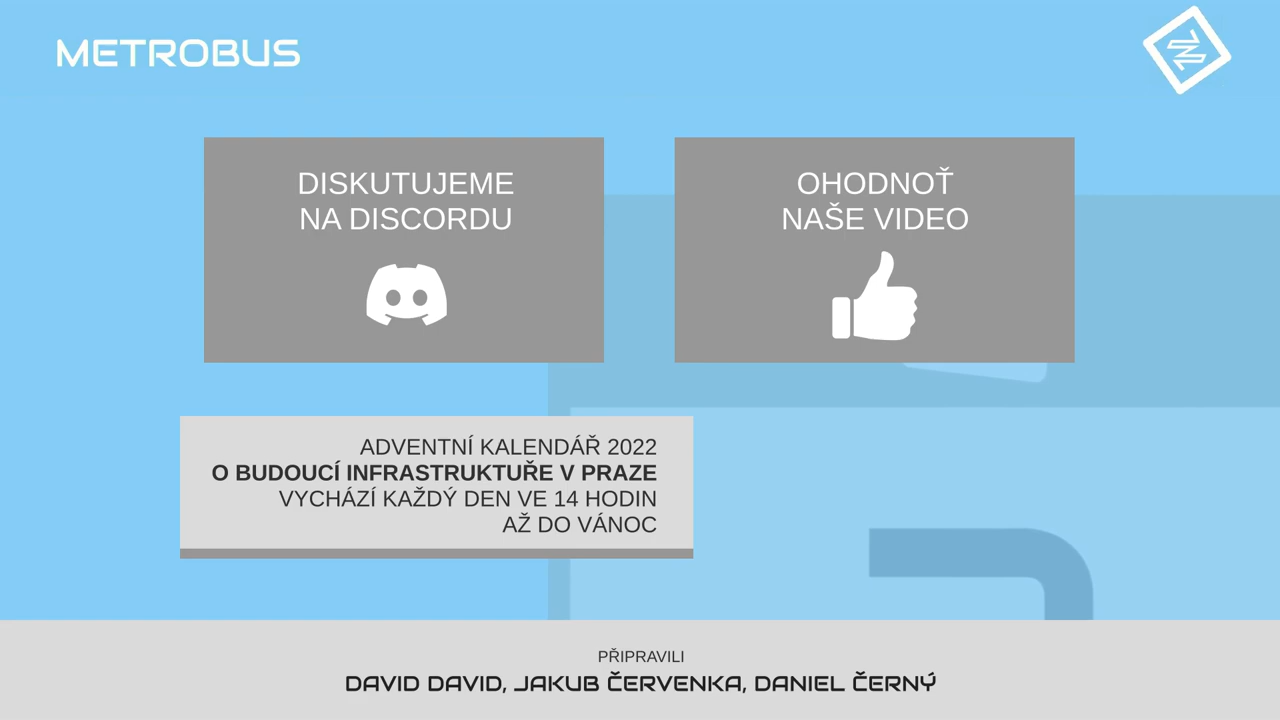 METROBUS
DISKUTUJEME
NA DISCORDU
OHODNOŤ
NAŠE VIDEO
ADVENTNÍ KALENDÁŘ 2022
O BUDOUCÍ INFRASTRUKTUŘE V PRAZE
VYCHÁZÍ KAŽDÝ DEN VE 14 HODIN
AŽ DO VÁNOC
PŘIPRAVILI
DAVID DAVID, JAKUB ČERVENKA, DANIEL ČERNÝ